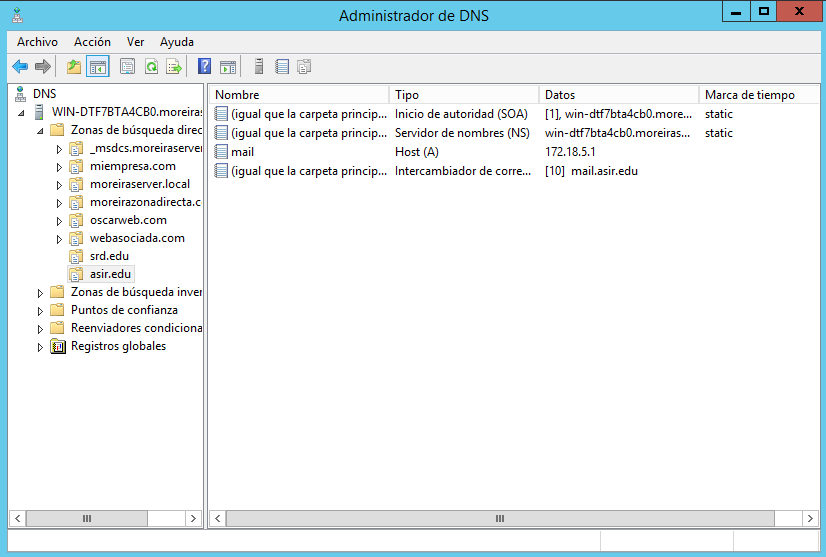 Administrador de DNS
Archivo Acción Ver Ayuda
DNS
WIN-DTF7BTA4CB0.moreiras
Zonas de búsqueda direc
_msdcs.moreiraserver
miempresa.com
moreiraserver.local
moreirazonadirecta.c
oscarweb.com
webasociada.com
srd.edu
asir.edu
Zonas de búsqueda inver
Puntos de confianza
Reenviadores condiciona
Registros globales
Nombre Tipo Datos Marca de tiempo
(igual que la carpeta princip... Inicio de autoridad (SOA) [1], win-dtf7bta4cb0.more... static
(igual que la carpeta princip... Servidor de nombres (NS) win-dtf7bta4cb0.moreiras... static
mail Host (A) 172.18.5.1
(igual que la carpeta princip... Intercambiador de corre... [10] mail.asir.edu